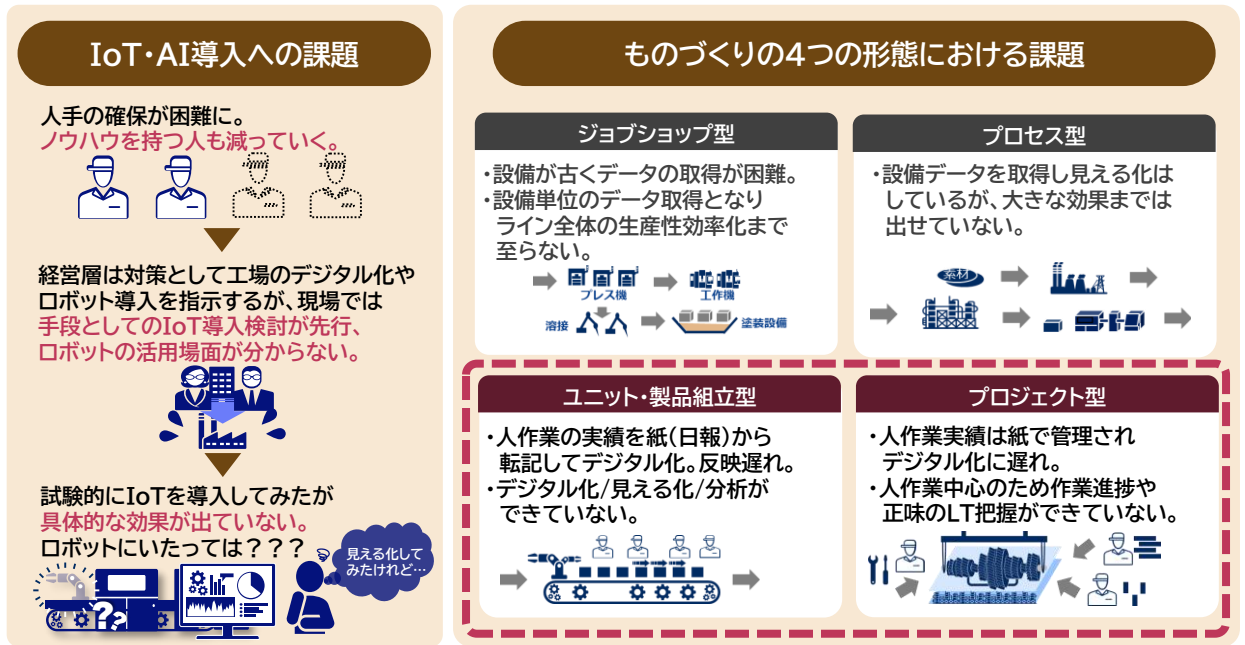 IoT・AI導入への課題
人手の確保が困難に。
ノウハウを持つ人も減っていく。
経営層は対策として工場のデジタル化や
ロボット導入を指示するが、現場では
手段としてのIoT導入検討が先行、
ロボットの活用場面が分からない。
試験的にIoTを導入してみたが
具体的な効果が出ていない。
ロボットにいたっては？？？
見える化して
みたけれど…
??
ものづくりの4つの形態における課題
ジョブショップ型
・設備が古くデータの取得が困難。
・設備単位のデータ取得となり
ライン全体の生産性効率化まで
至らない。
プレス機
工作機
溶接
塗装設備
プロセス型
・設備データを取得し見える化は
しているが、大きな効果までは
出せていない。
素材
ユニット・製品組立型
・人作業の実績を紙(日報)から
転記してデジタル化。反映遅れ。
・デジタル化/見える化/分析が
できていない。
プロジェクト型
・人作業実績は紙で管理され
デジタル化に遅れ。
・人作業中心のため作業進捗や
正味のLT把握ができていない。